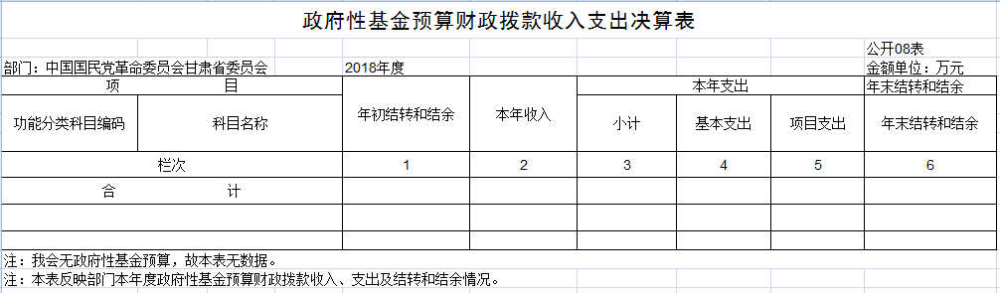 政府性基金预算财政拨款收入支出决算表
公开08表
部门：中国国民党革命委员会甘肃省委员会 2018年度 金额单位：万元
项 目 年初结转和结余 本年收入 本年支出 年末结转和结余
功能分类科目编码 科目名称 小计 基本支出 项目支出 年末结转和结余
栏次 1 2 3 4 5 6
合 计
注：我会无政府性基金预算，故本表无数据。
注：本表反映部门本年度政府性基金预算财政拨款收入、支出及结转和结余情况。